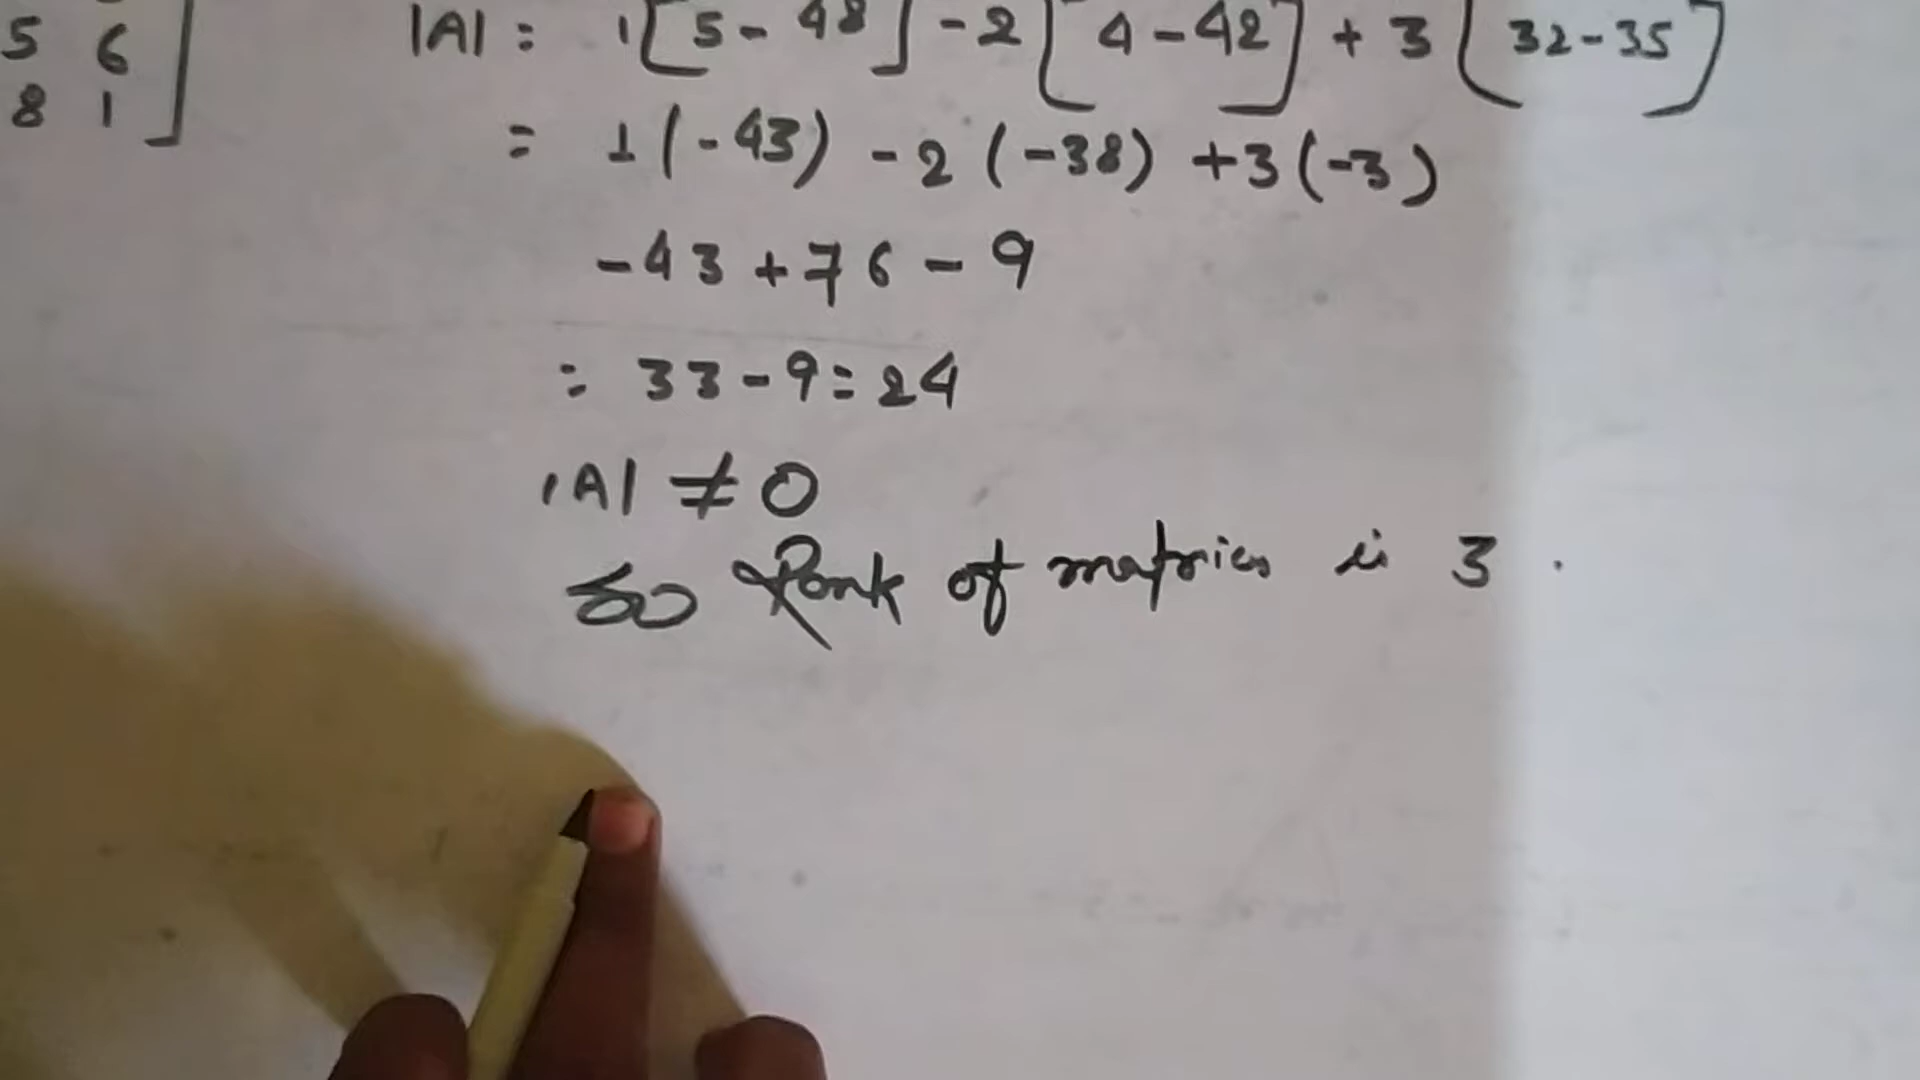 5 6
8 1
|A| = 1[5-48] -2[4-42] + 3[32-35]
= 1(-43) -2(-38) +3(-3)
-43+76-9
= 33-9=24
|A| ≠ 0
So Rank of matrices is 3.